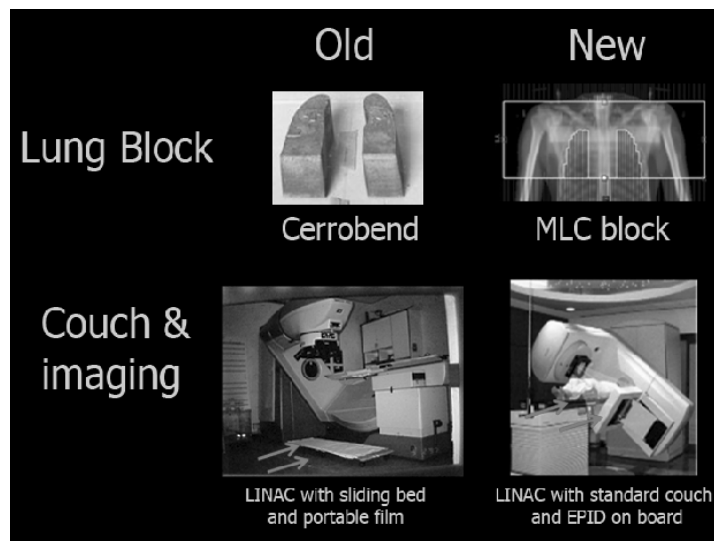 Old New
Lung Block
Cerrobend MLC block
Couch &
imaging
LINAC with sliding bed LINAC with standard couch
and portable film and EPID on board